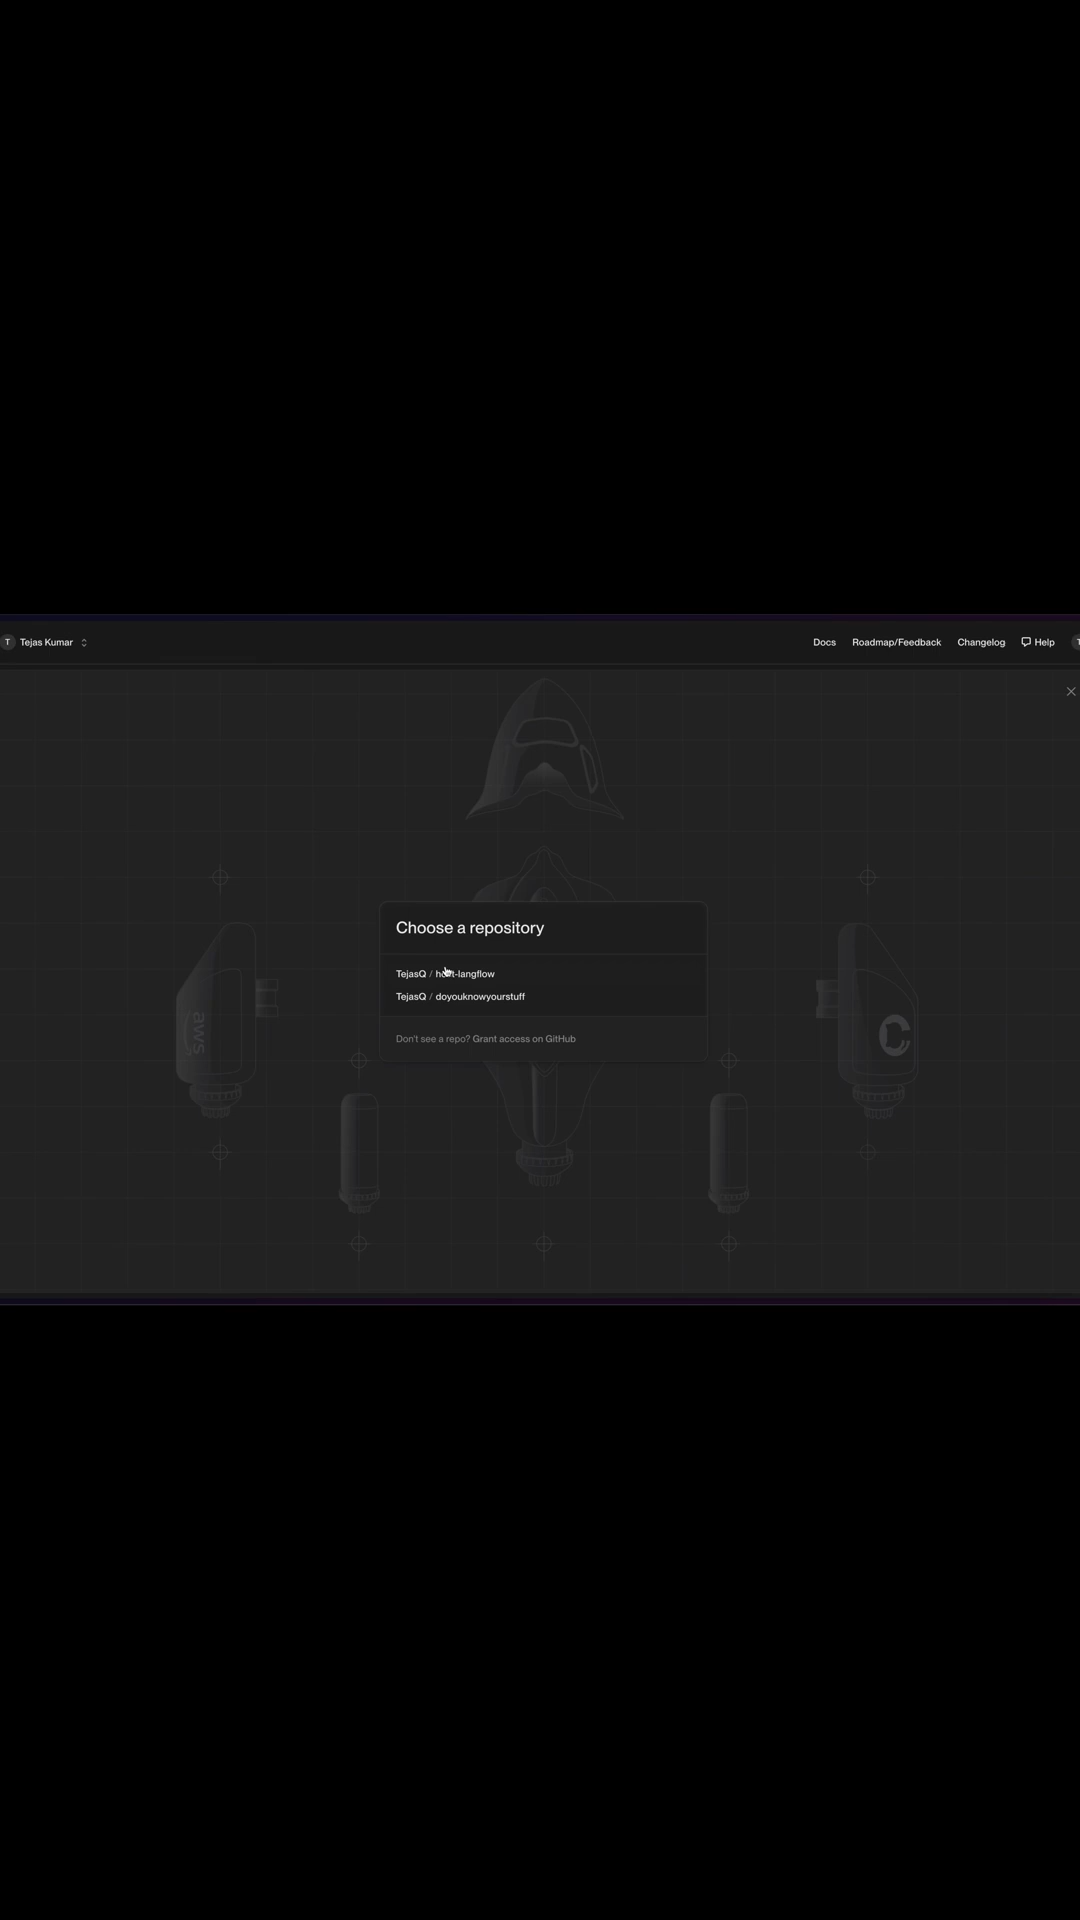 T Tejas Kumar Docs Roadmap/Feedback Changelog Help T
Choose a repository
TejasQ / host-langflow
TejasQ / doyouknowyourstuff
Don't see a repo? Grant access on GitHub
aws